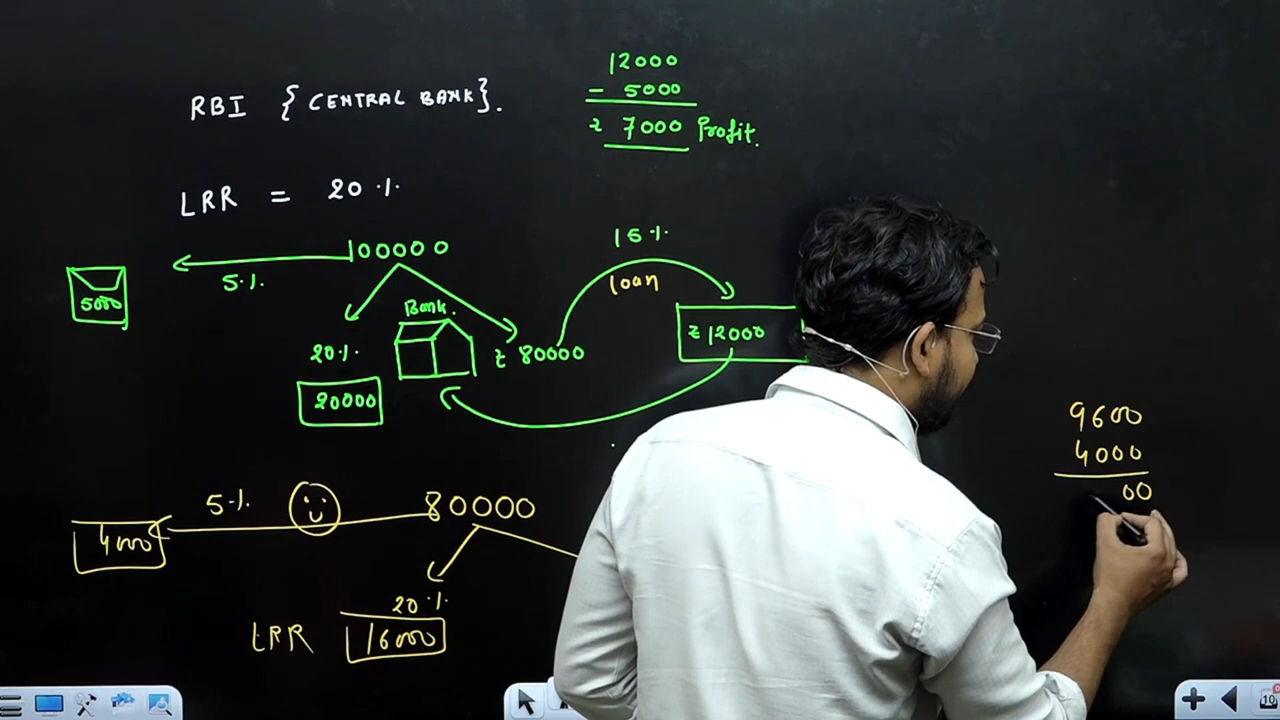 12000
- 5000
₹ 7000 Profit.
RBI { CENTRAL BANK}.
LRR = 20 %
100000
5%
5000
15%
loan
Bank.
20%
₹ 80000
₹ 12000
20000
9600
4000
00
5%
80000
4000
20%
LRR 16000